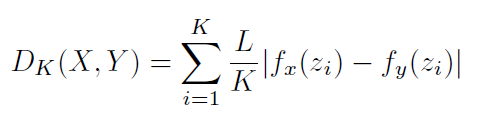 $D_K(X, Y) = \sum_{i=1}^{K} \frac{L}{K} |f_x(z_i) - f_y(z_i)|$